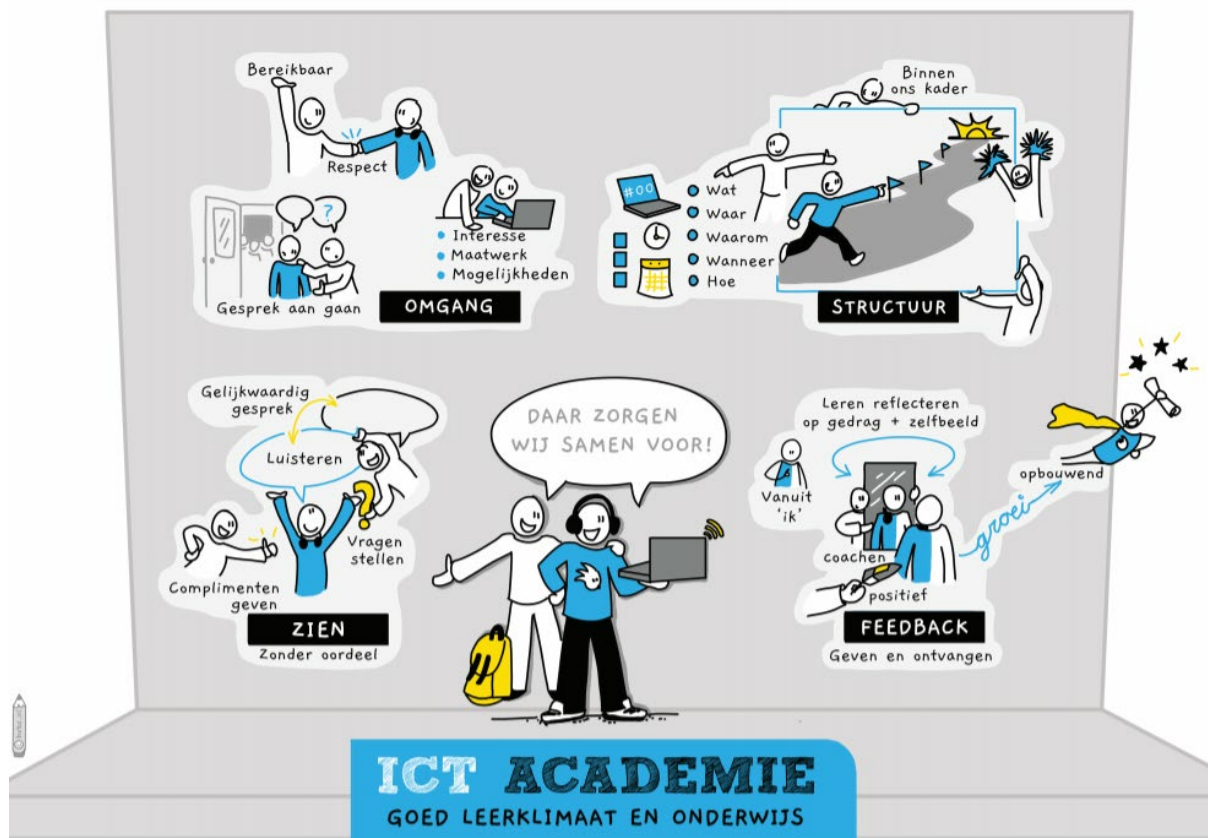 Bereikbaar
Respect
Interesse
Maatwerk
Mogelijkheden
?
Gesprek aan gaan
OMGANG
Binnen
ons kader
#00
Wat
Waar
Waarom
Wanneer
Hoe
STRUCTUUR
Gelijkwaardig
gesprek
Luisteren
?
Vragen
stellen
Complimenten
geven
ZIEN
Zonder oordeel
DAAR ZORGEN
WIJ SAMEN VOOR!
Leren reflecteren
op gedrag + zelfbeeld
Vanuit
'ik'
coachen
positief
groei
opbouwend
FEEDBACK
Geven en ontvangen
ICT ACADEMIE
GOED LEERKLIMAAT EN ONDERWIJS